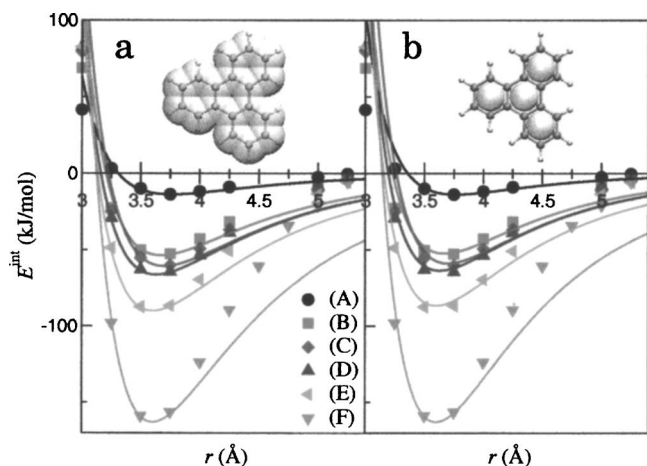 100
a
b
0
3
3.5
4
4.5
5
3
3.5
4
4.5
5
E^int (kJ/mol)
-100
(A)
(B)
(C)
(D)
(E)
(F)
r (Å)
r (Å)